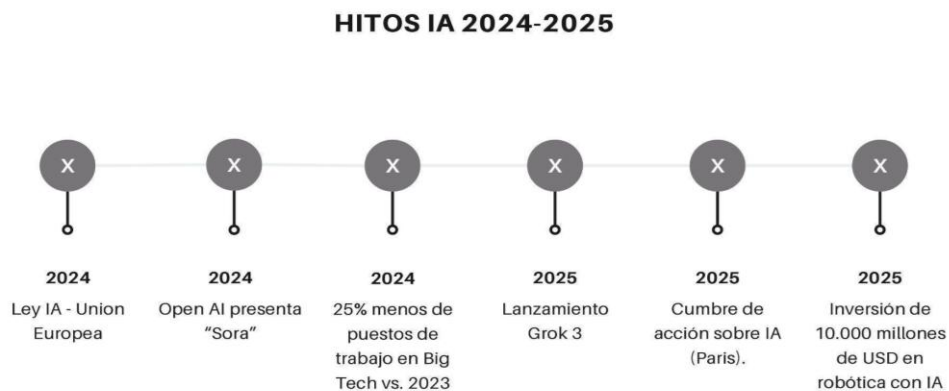 HITOS IA 2024-2025
X X X X X X
2024
Ley IA - Union
Europea
2024
Open AI presenta
“Sora”
2024
25% menos de
puestos de
trabajo en Big
Tech vs. 2023
2025
Lanzamiento
Grok 3
2025
Cumbre de
acción sobre IA
(Paris).
2025
Inversión de
10.000 millones
de USD en
robótica con IA